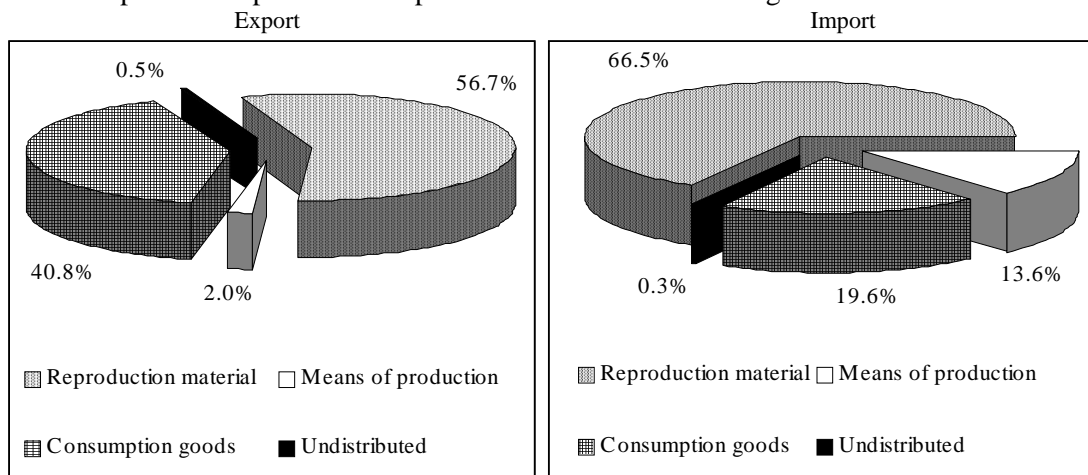 Export
Import
0.5%
56.7%
40.8%
2.0%
Reproduction material
Means of production
Consumption goods
Undistributed
66.5%
0.3%
19.6%
13.6%
Reproduction material
Means of production
Consumption goods
Undistributed